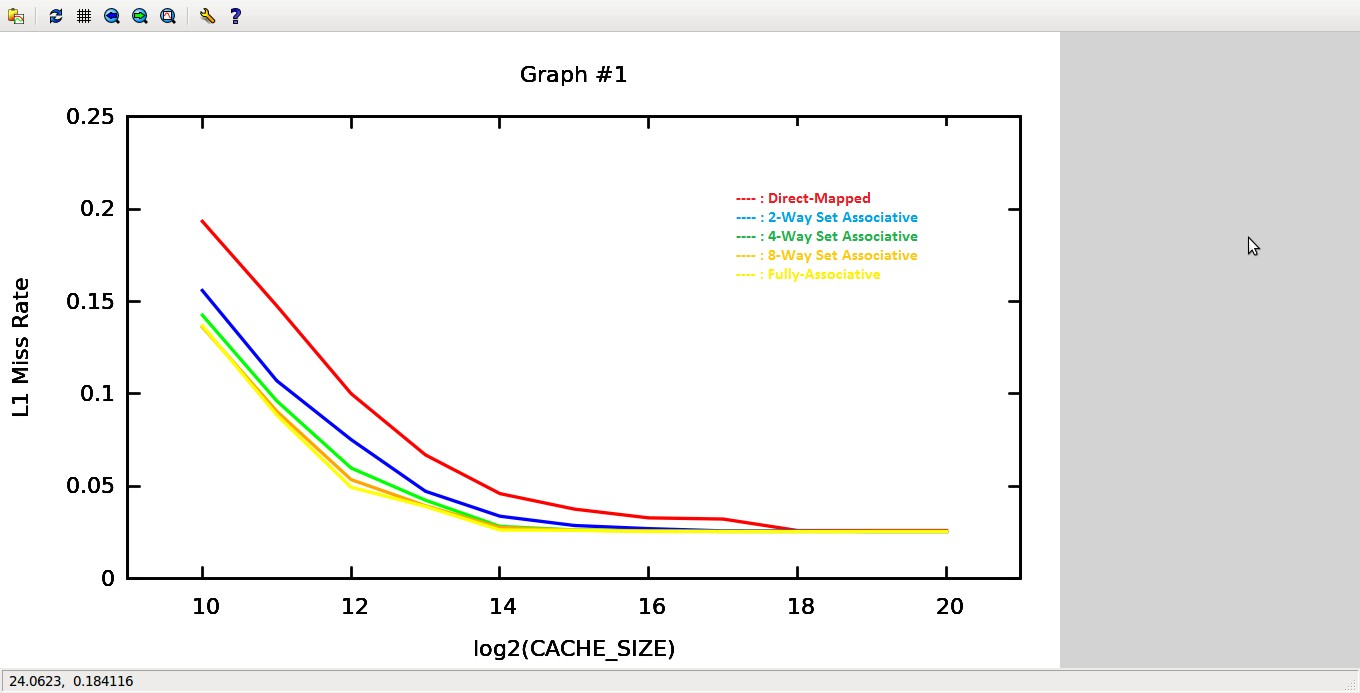 Graph #1
0.25
0.2
0.15
0.1
0.05
0
L1 Miss Rate
---- : Direct-Mapped
---- : 2-Way Set Associative
---- : 4-Way Set Associative
---- : 8-Way Set Associative
---- : Fully-Associative
10 12 14 16 18 20
log2(CACHE_SIZE)
24.0623, 0.184116